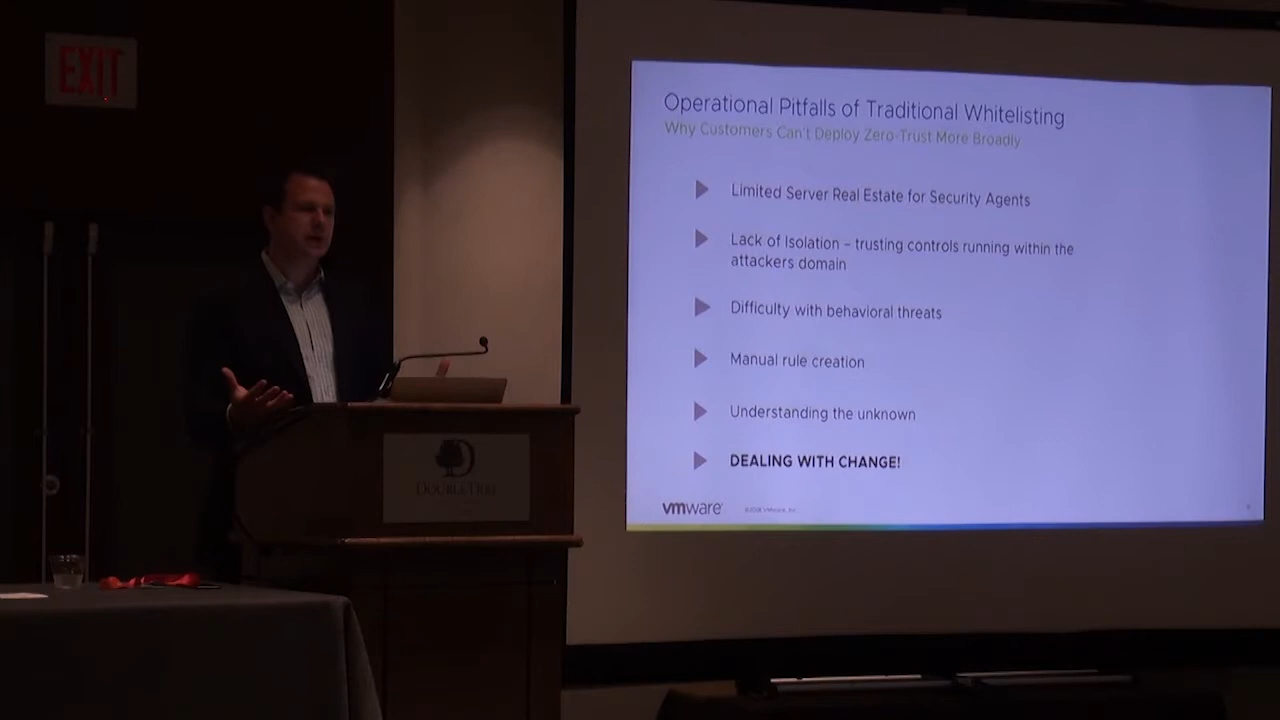 EXIT
Operational Pitfalls of Traditional Whitelisting
Why Customers Can't Deploy Zero-Trust More Broadly
Limited Server Real Estate for Security Agents
Lack of Isolation – trusting controls running within the
attackers domain
Difficulty with behavioral threats
Manual rule creation
Understanding the unknown
DEALING WITH CHANGE!
vmware
DOUBLETREE